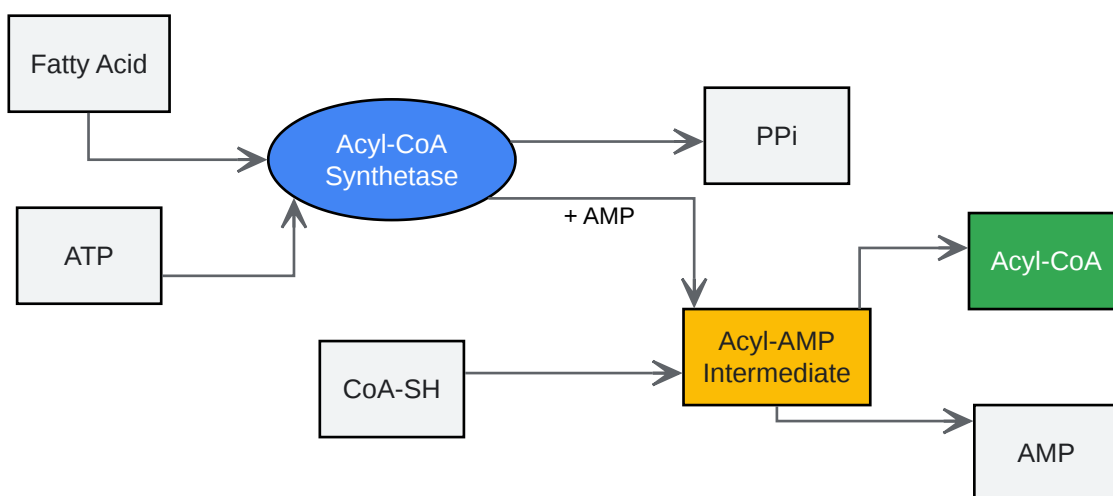 Fatty Acid
Acyl-CoA
Synthetase
PPi
+ AMP
ATP
Acyl-CoA
Acyl-AMP
Intermediate
CoA-SH
AMP